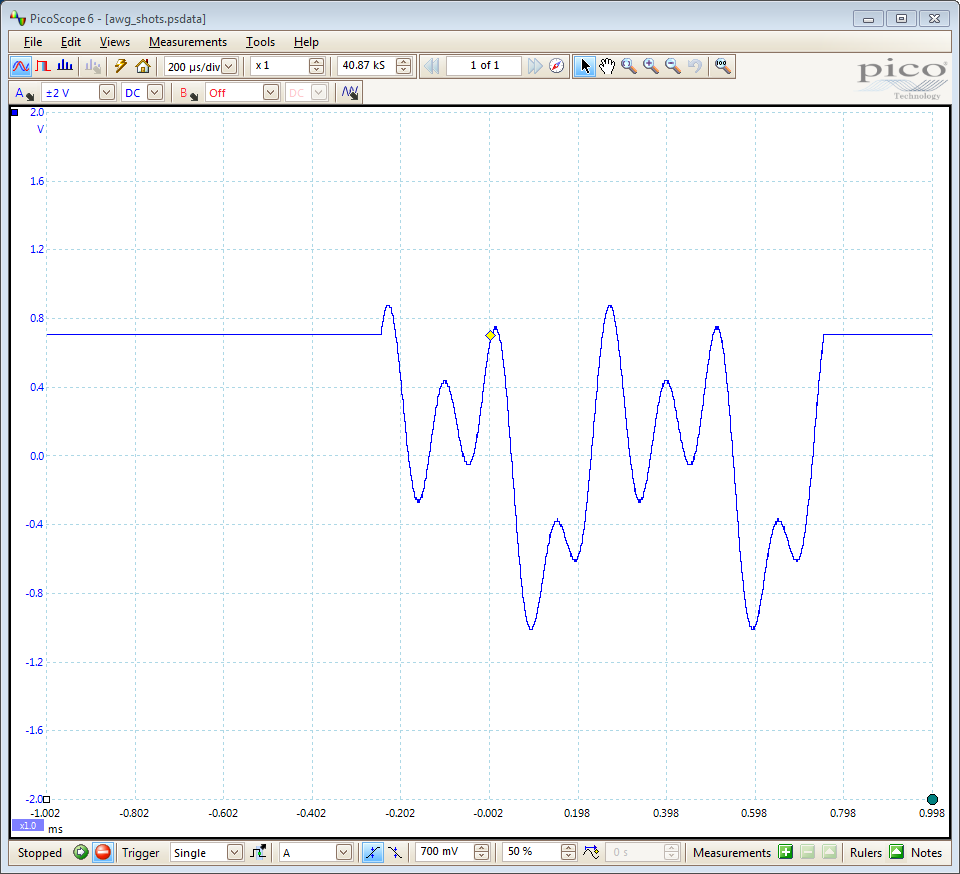 PicoScope 6 - [awg_shots.psdata]
File Edit Views Measurements Tools Help
200 µs/div x 1 40.87 kS 1 of 1
pico
Technology
A ±2 V DC B Off DC
2.0
V
1.6
1.2
0.8
0.4
0.0
-0.4
-0.8
-1.2
-1.6
-2.0
-1.002 -0.802 -0.602 -0.402 -0.202 -0.002 0.198 0.398 0.598 0.798 0.998
x1.0 ms
Stopped Trigger Single A 700 mV 50 % 0 s Measurements Rulers Notes